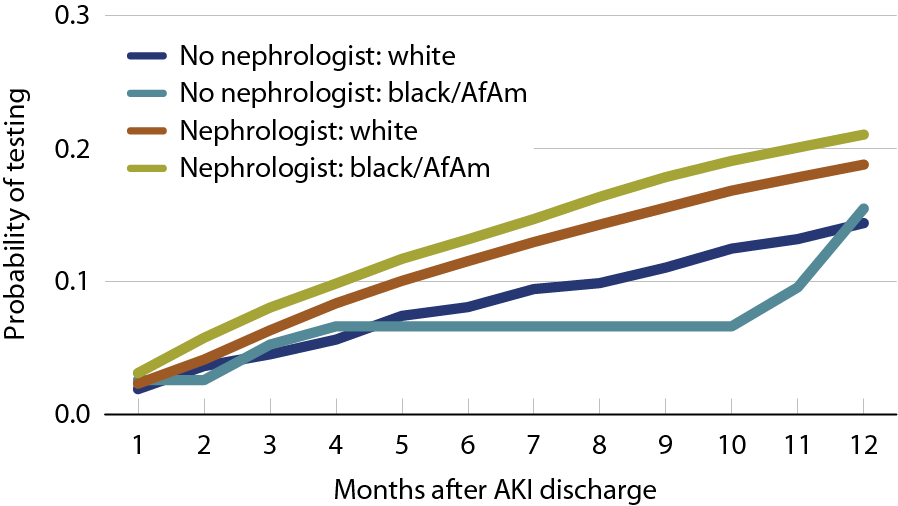 0.3
No nephrologist: white
No nephrologist: black/AfAm
Nephrologist: white
Nephrologist: black/AfAm
0.2
0.1
0.0
Probability of testing
1 2 3 4 5 6 7 8 9 10 11 12
Months after AKI discharge